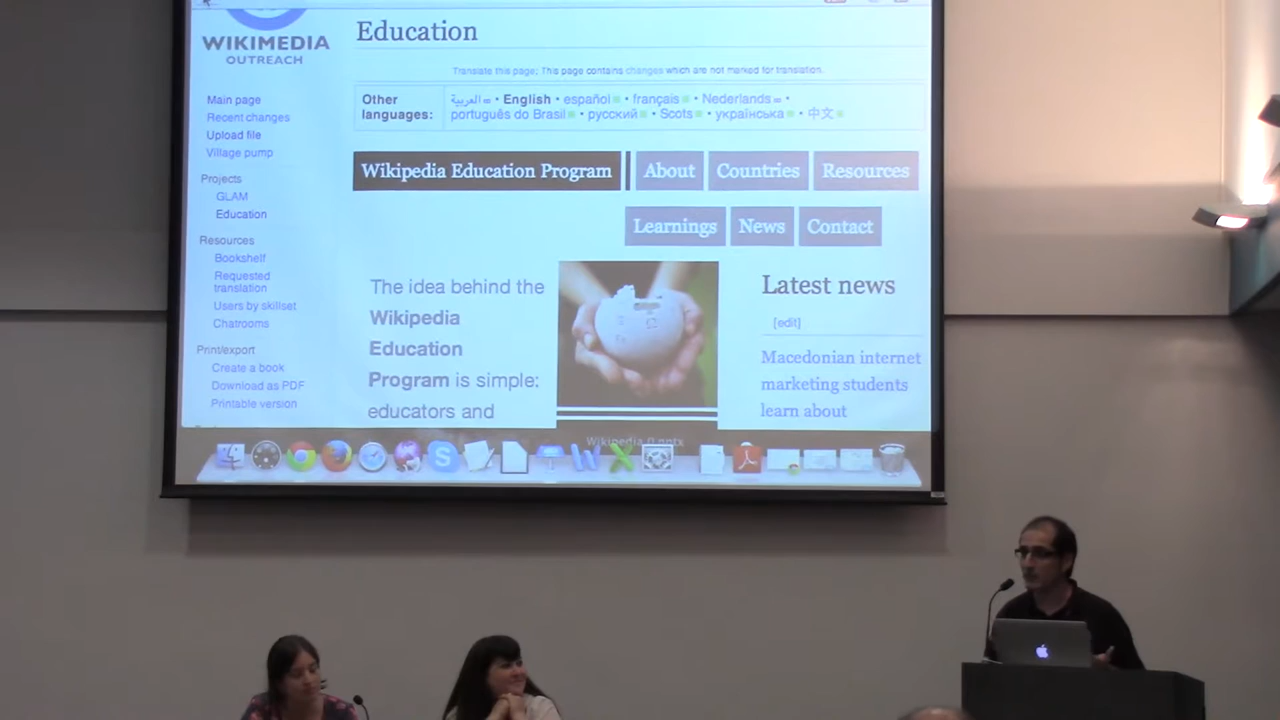 WIKIMEDIA
OUTREACH
Main page
Recent changes
Upload file
Village pump
Projects
GLAM
Education
Resources
Bookshelf
Requested
translation
Users by skillset
Chatrooms
Print/export
Create a book
Download as PDF
Printable version
Education
Translate this page; This page contains changes which are not marked for translation.
Other
languages:
العربية • English • español • français • Nederlands •
português do Brasil • русский • Scots • українська • 中文
Wikipedia Education Program
About
Countries
Resources
Learnings
News
Contact
The idea behind the
Wikipedia
Education
Program is simple:
educators and
Latest news
[edit]
Macedonian internet
marketing students
learn about
Wikipedia 0.pptx